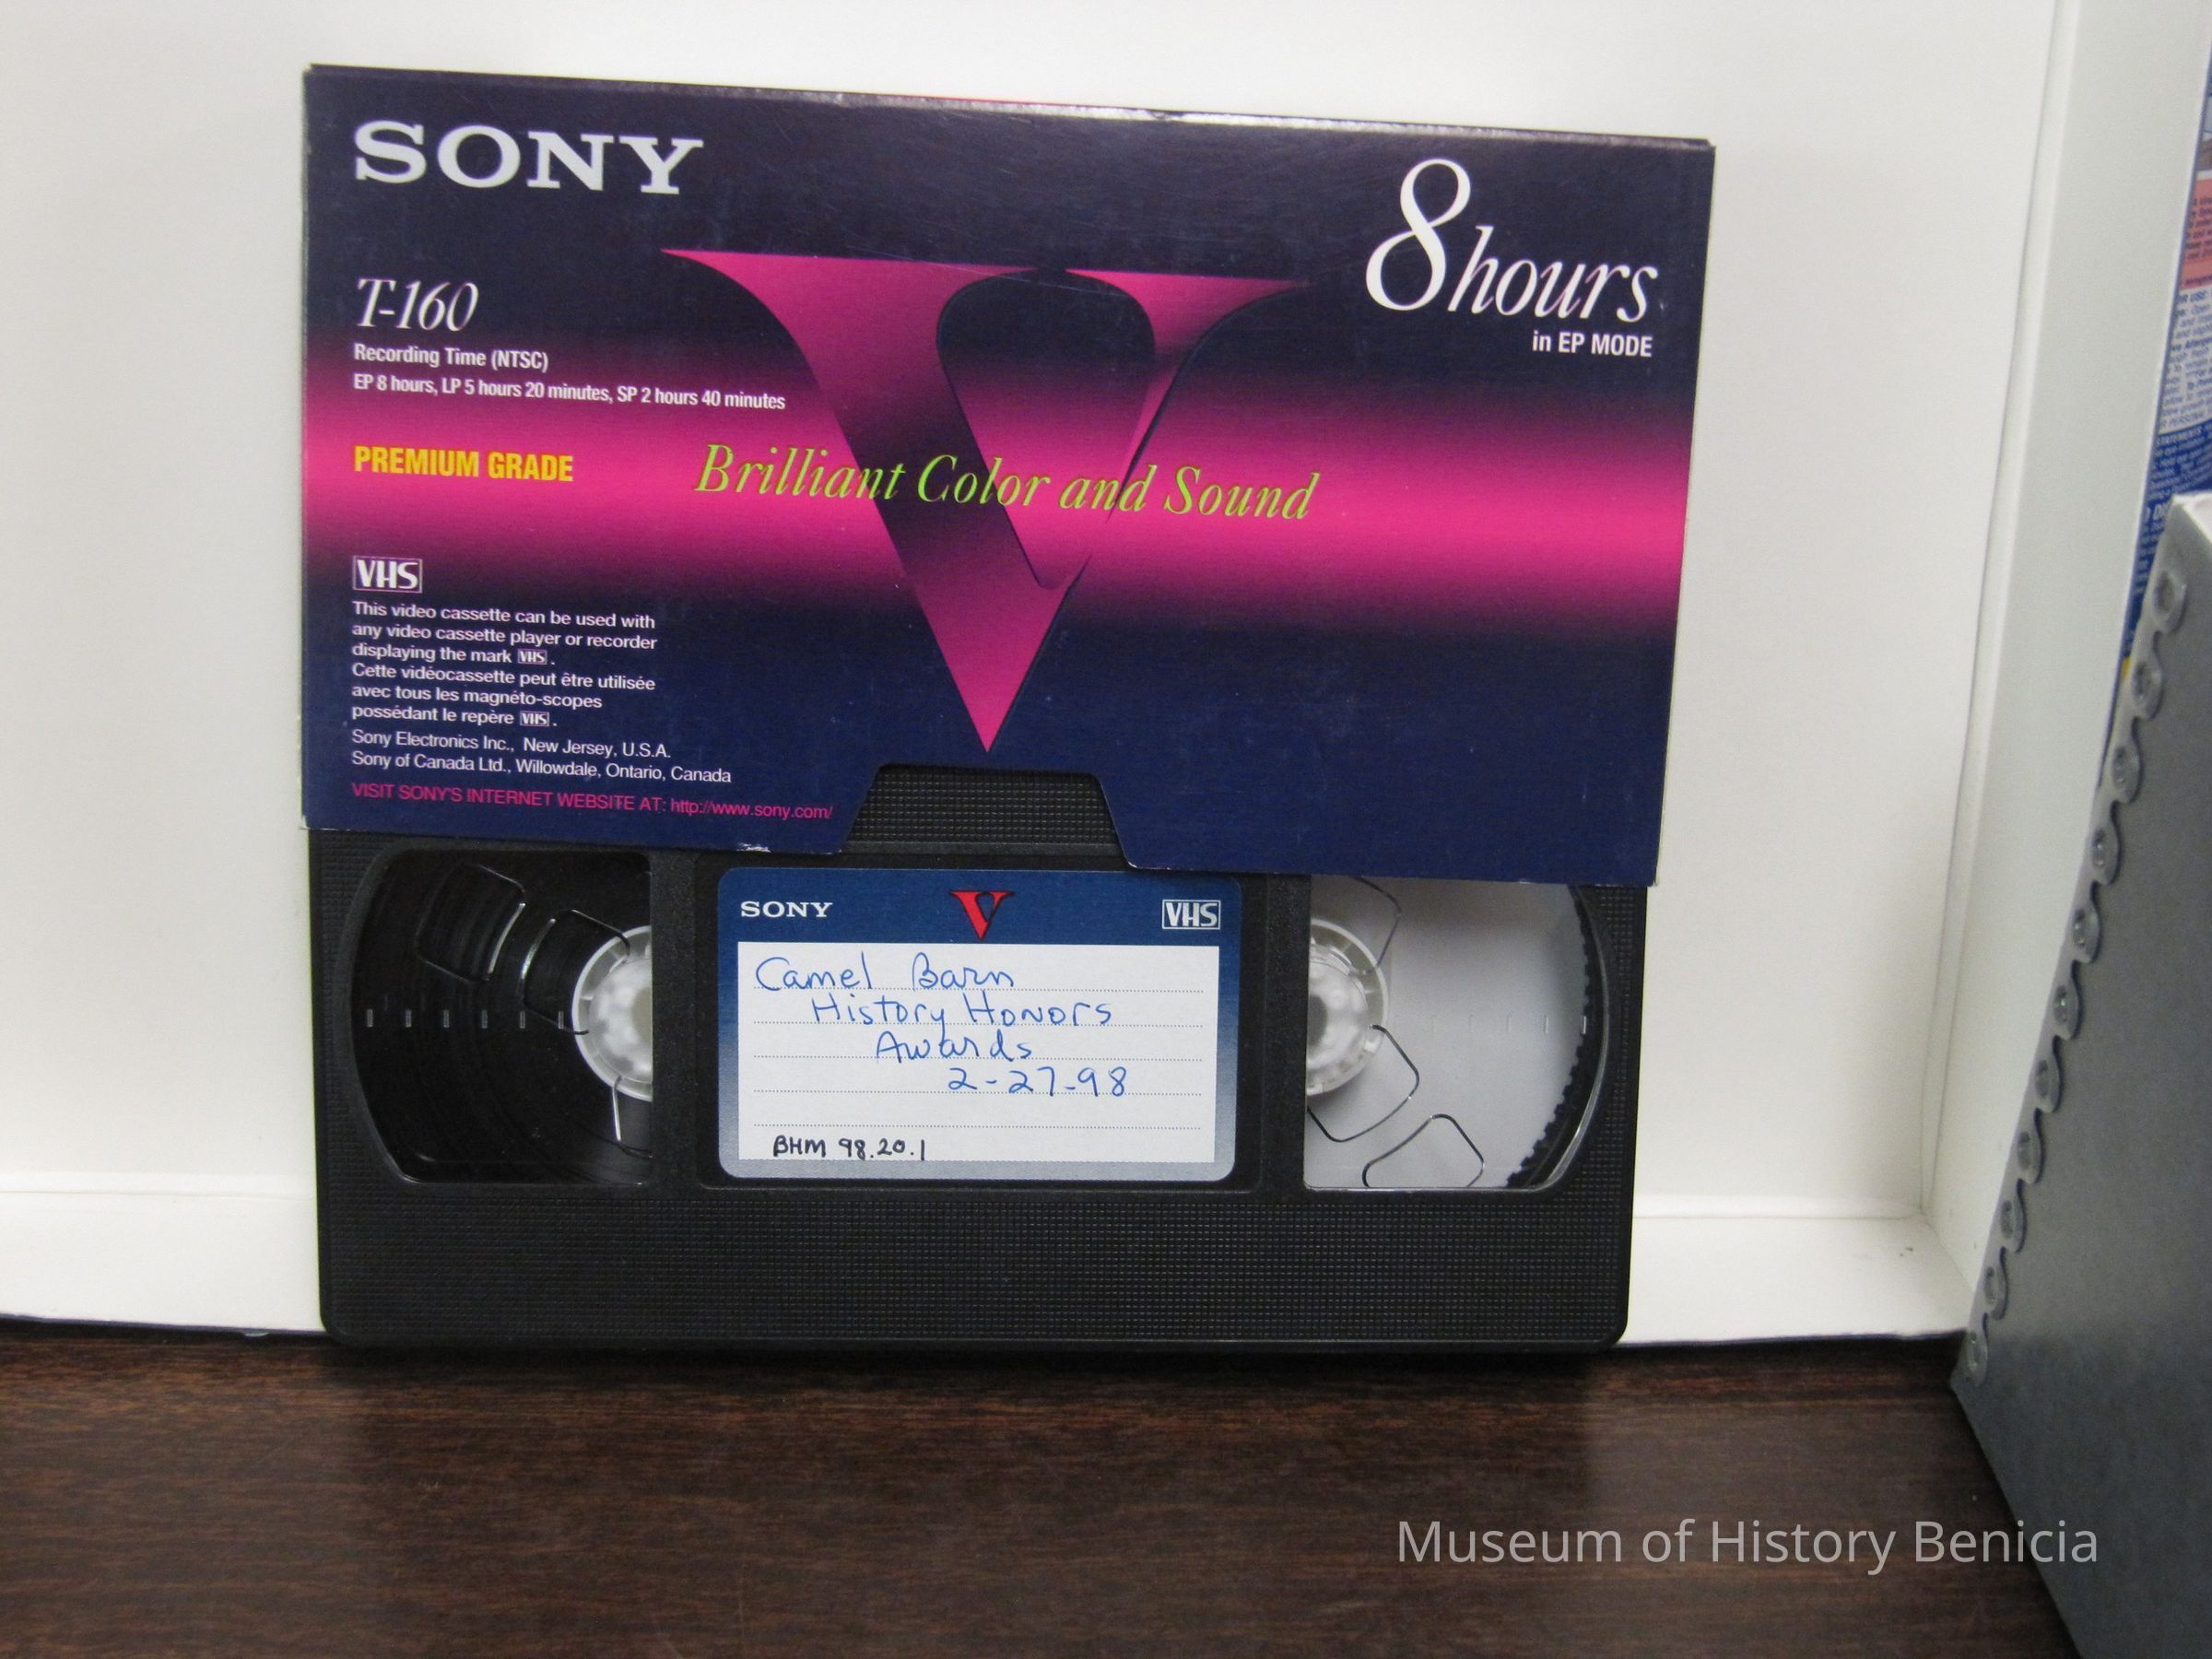 SONY
8hours
in EP MODE
T-160
Recording Time (NTSC)
EP 8 hours, LP 5 hours 20 minutes, SP 2 hours 40 minutes
V
PREMIUM GRADE
Brilliant Color and Sound
VHS
This video cassette can be used with
any video cassette player or recorder
displaying the mark VHS .
Cette vidéocassette peut être utilisée
avec tous les magnéto-scopes
possédant le repère VHS .
Sony Electronics Inc., New Jersey, U.S.A.
Sony of Canada Ltd., Willowdale, Ontario, Canada
VISIT SONY'S INTERNET WEBSITE AT: http://www.sony.com/
SONY V VHS
Camel Barn
History Honors
Awards
2-27-98
BHM 98.20.1
Museum of History Benicia